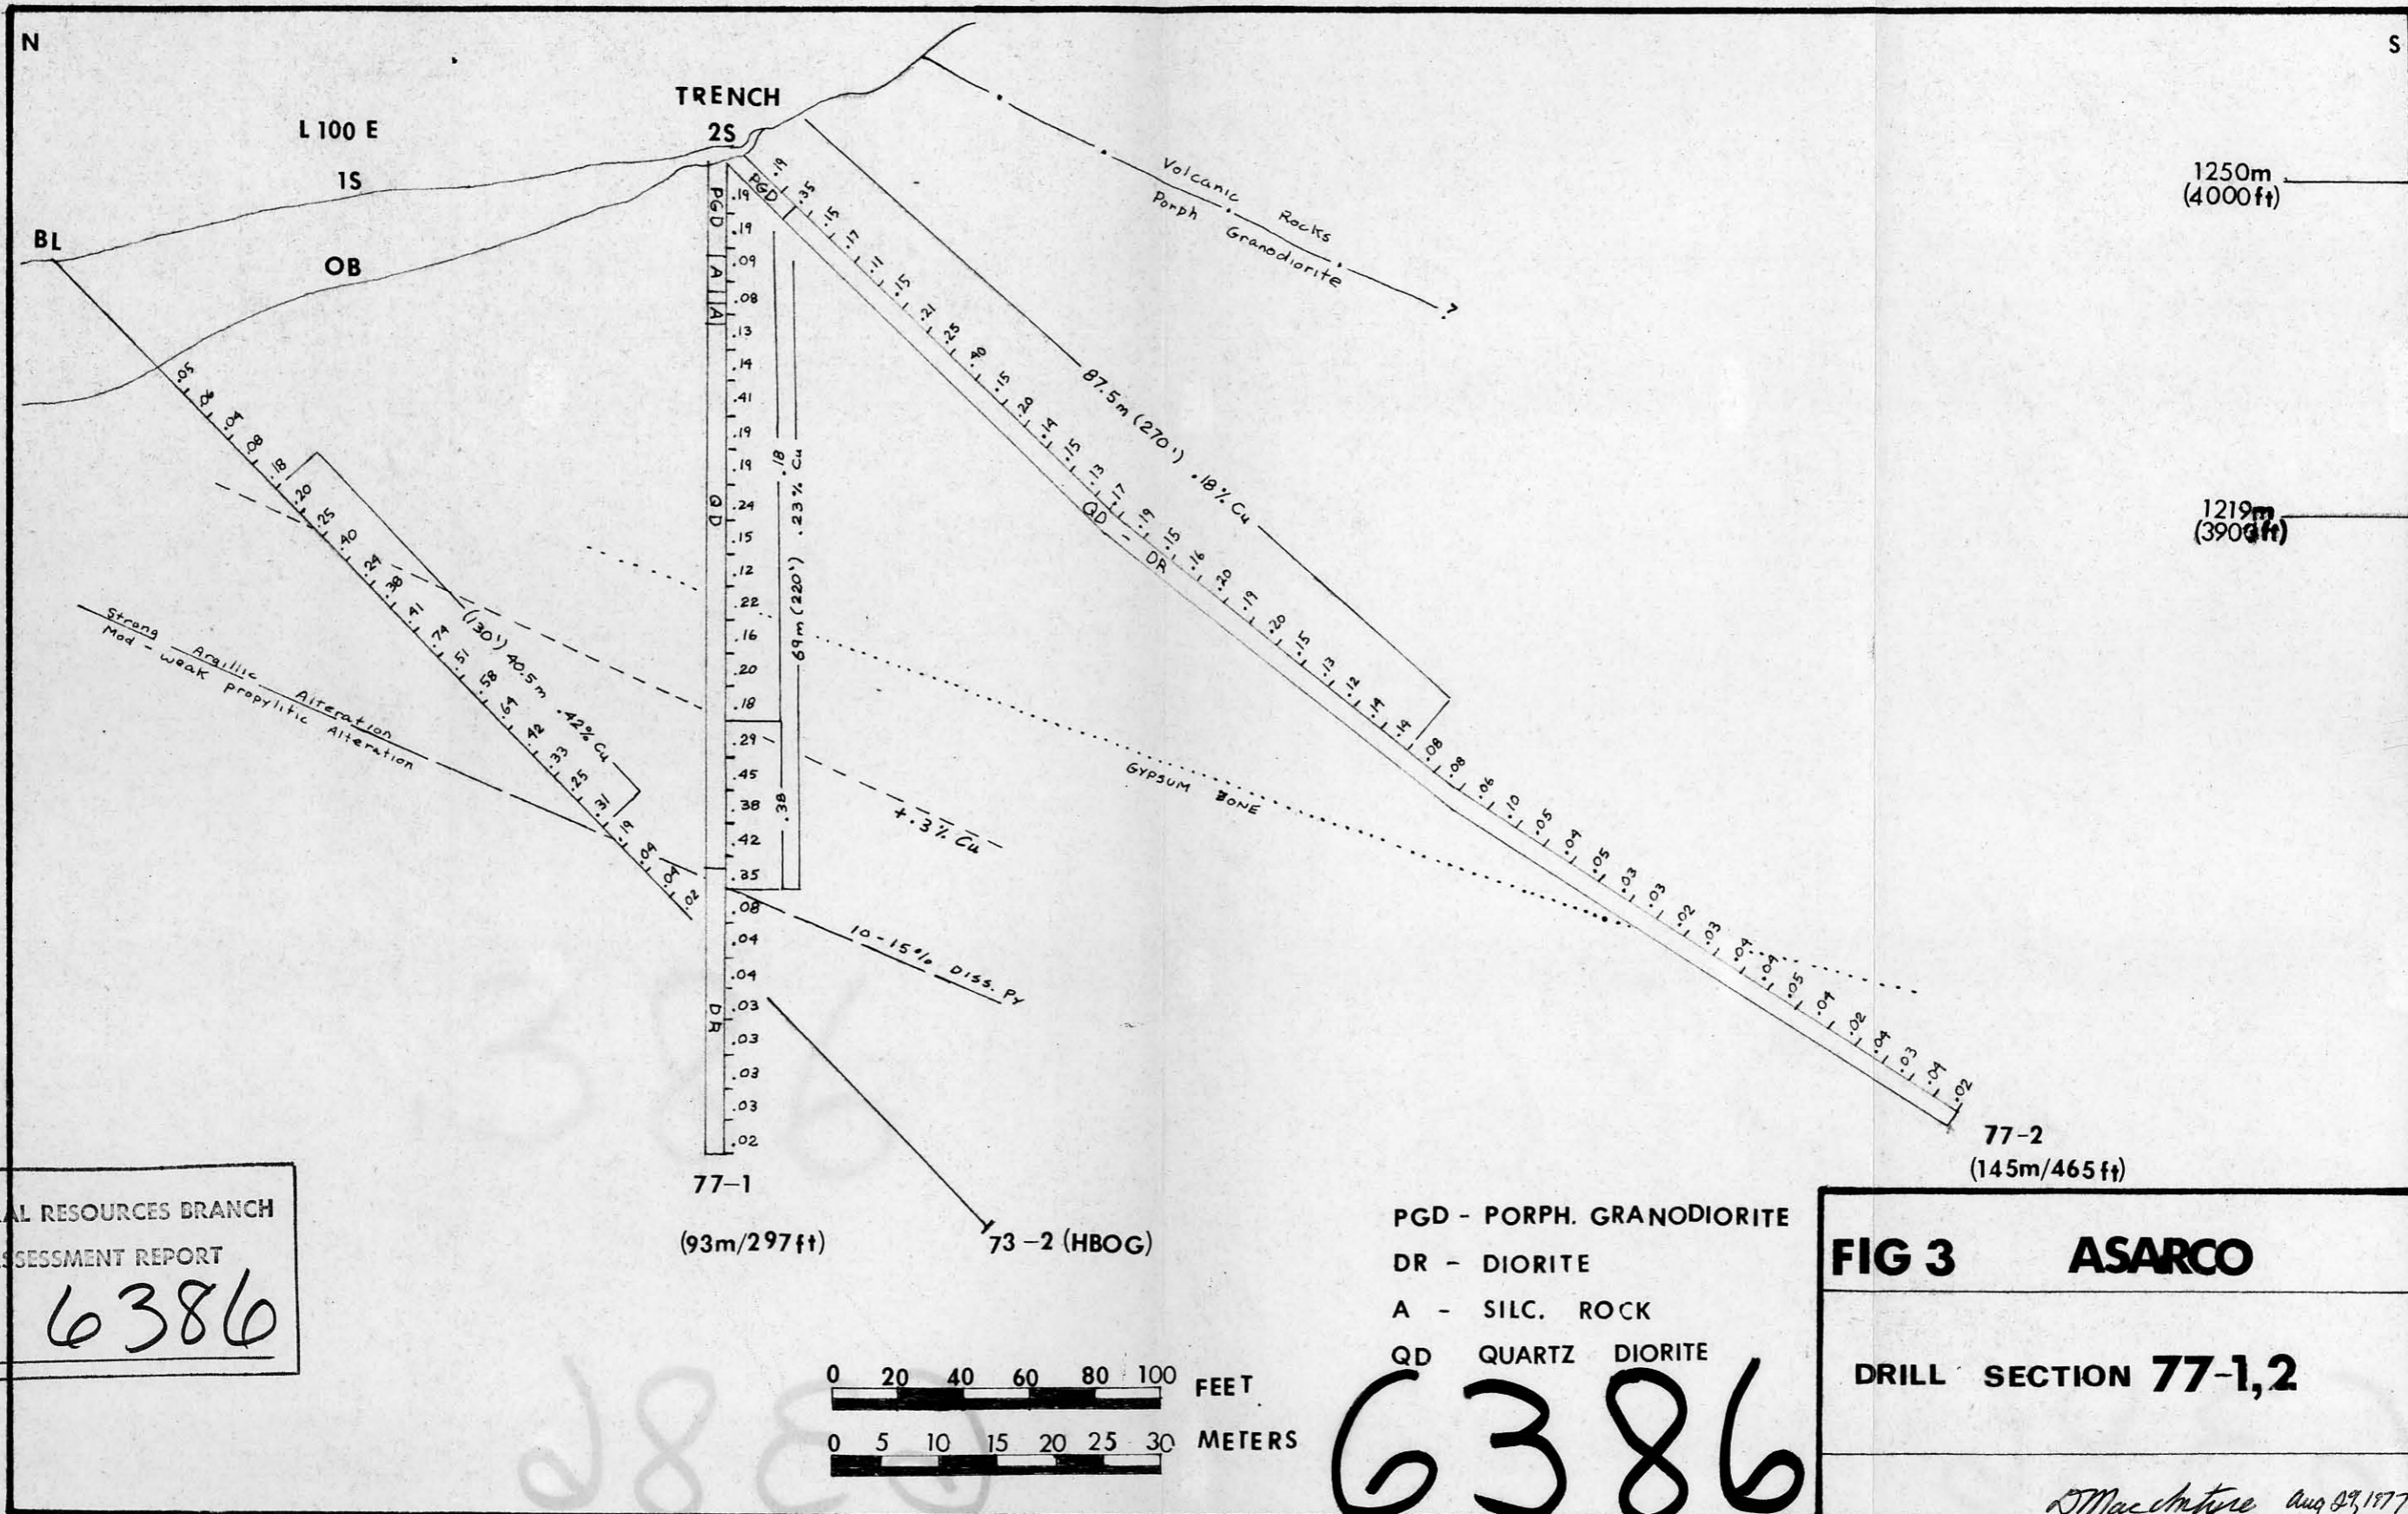 N
S
TRENCH
2S
L 100 E
1S
BL
OB
1250m
(4000ft)
1219m
(3900ft)
Volcanic Rocks
Porph Granodiorite
?
PGD
.19
.35
.15
.17
.11
.15
.21
.25
.40
.15
.20
.14
.15
.13
.17
.19
.15
.16
.20
.19
.20
.15
.13
.12
.14
.14
.08
.08
.06
.10
.05
.04
.05
.03
.03
.02
.03
.04
.04
.05
.04
.02
.04
.03
.04
.02
QD - DR
87.5m (270') .18% Cu
PGD
A
A
QD
DR
.19
.19
.09
.08
.13
.14
.41
.19
.19
.24
.15
.12
.22
.16
.20
.18
.29
.45
.38
.42
.35
.08
.04
.04
.03
.03
.03
.03
.02
.18
.38
69m (220') .23% Cu
.05
.04
.08
.18
.20
.25
.40
.24
.38
.41
.74
.51
.58
.64
.42
.33
.25
.31
.19
.04
.04
.02
(130') 40.5m .42% Cu
Strong Argillic Alteration
Mod - weak propylitic Alteration
GYPSUM ZONE
+.3% Cu
10-15% DISS. PY
77-1
(93m/297ft)
73-2 (HBOG)
77-2
(145m/465ft)
AL RESOURCES BRANCH
SSESSMENT REPORT
6386
PGD - PORPH. GRANODIORITE
DR - DIORITE
A - SILC. ROCK
QD QUARTZ DIORITE
0 20 40 60 80 100 FEET
0 5 10 15 20 25 30 METERS
6386
FIG 3 ASARCO
DRILL SECTION 77-1,2
D MacIntyre Aug 29, 1977